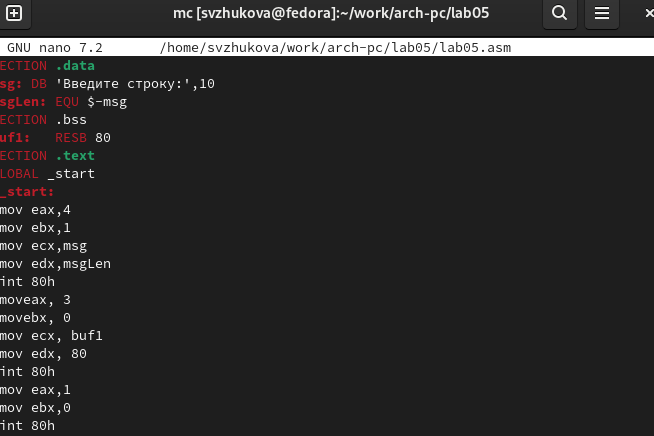 mc [svzhukova@fedora]:~/work/arch-pc/lab05
GNU nano 7.2 /home/svzhukova/work/arch-pc/lab05/lab05.asm
ECTION .data
sg: DB 'Введите строку:',10
sgLen: EQU $-msg
ECTION .bss
uf1: RESB 80
ECTION .text
LOBAL _start
_start:
mov eax,4
mov ebx,1
mov ecx,msg
mov edx,msgLen
int 80h
moveax, 3
movebx, 0
mov ecx, buf1
mov edx, 80
int 80h
mov eax,1
mov ebx,0
int 80h